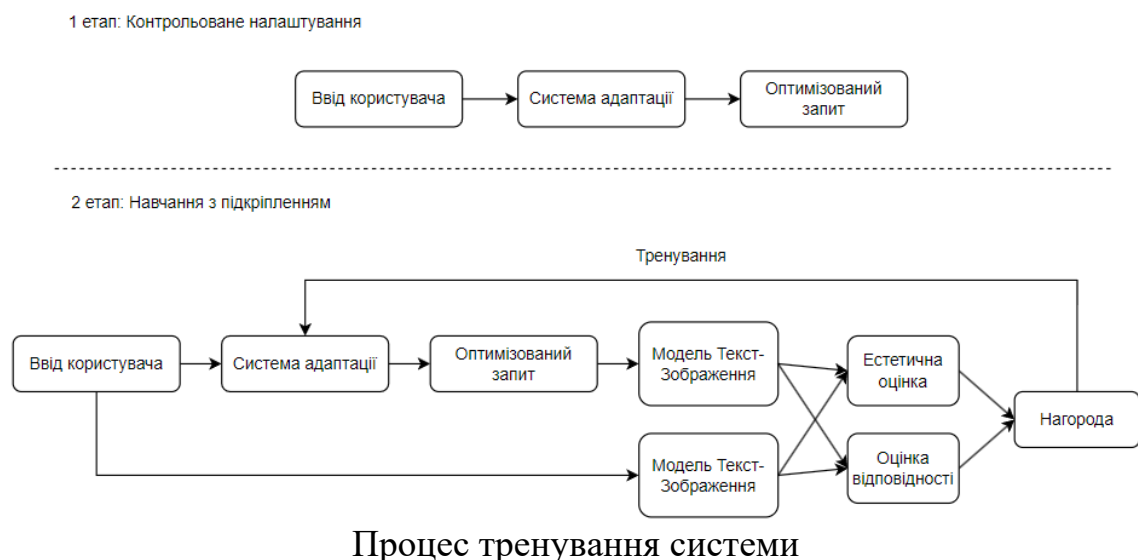 1 етап: Контрольоване налаштування
Ввід користувача
Система адаптації
Оптимізований
запит
2 етап: Навчання з підкріпленням
Тренування
Ввід користувача
Система адаптації
Оптимізований
запит
Модель Текст-
Зображення
Естетична
оцінка
Нагорода
Модель Текст-
Зображення
Оцінка
відповідності
Процес тренування системи